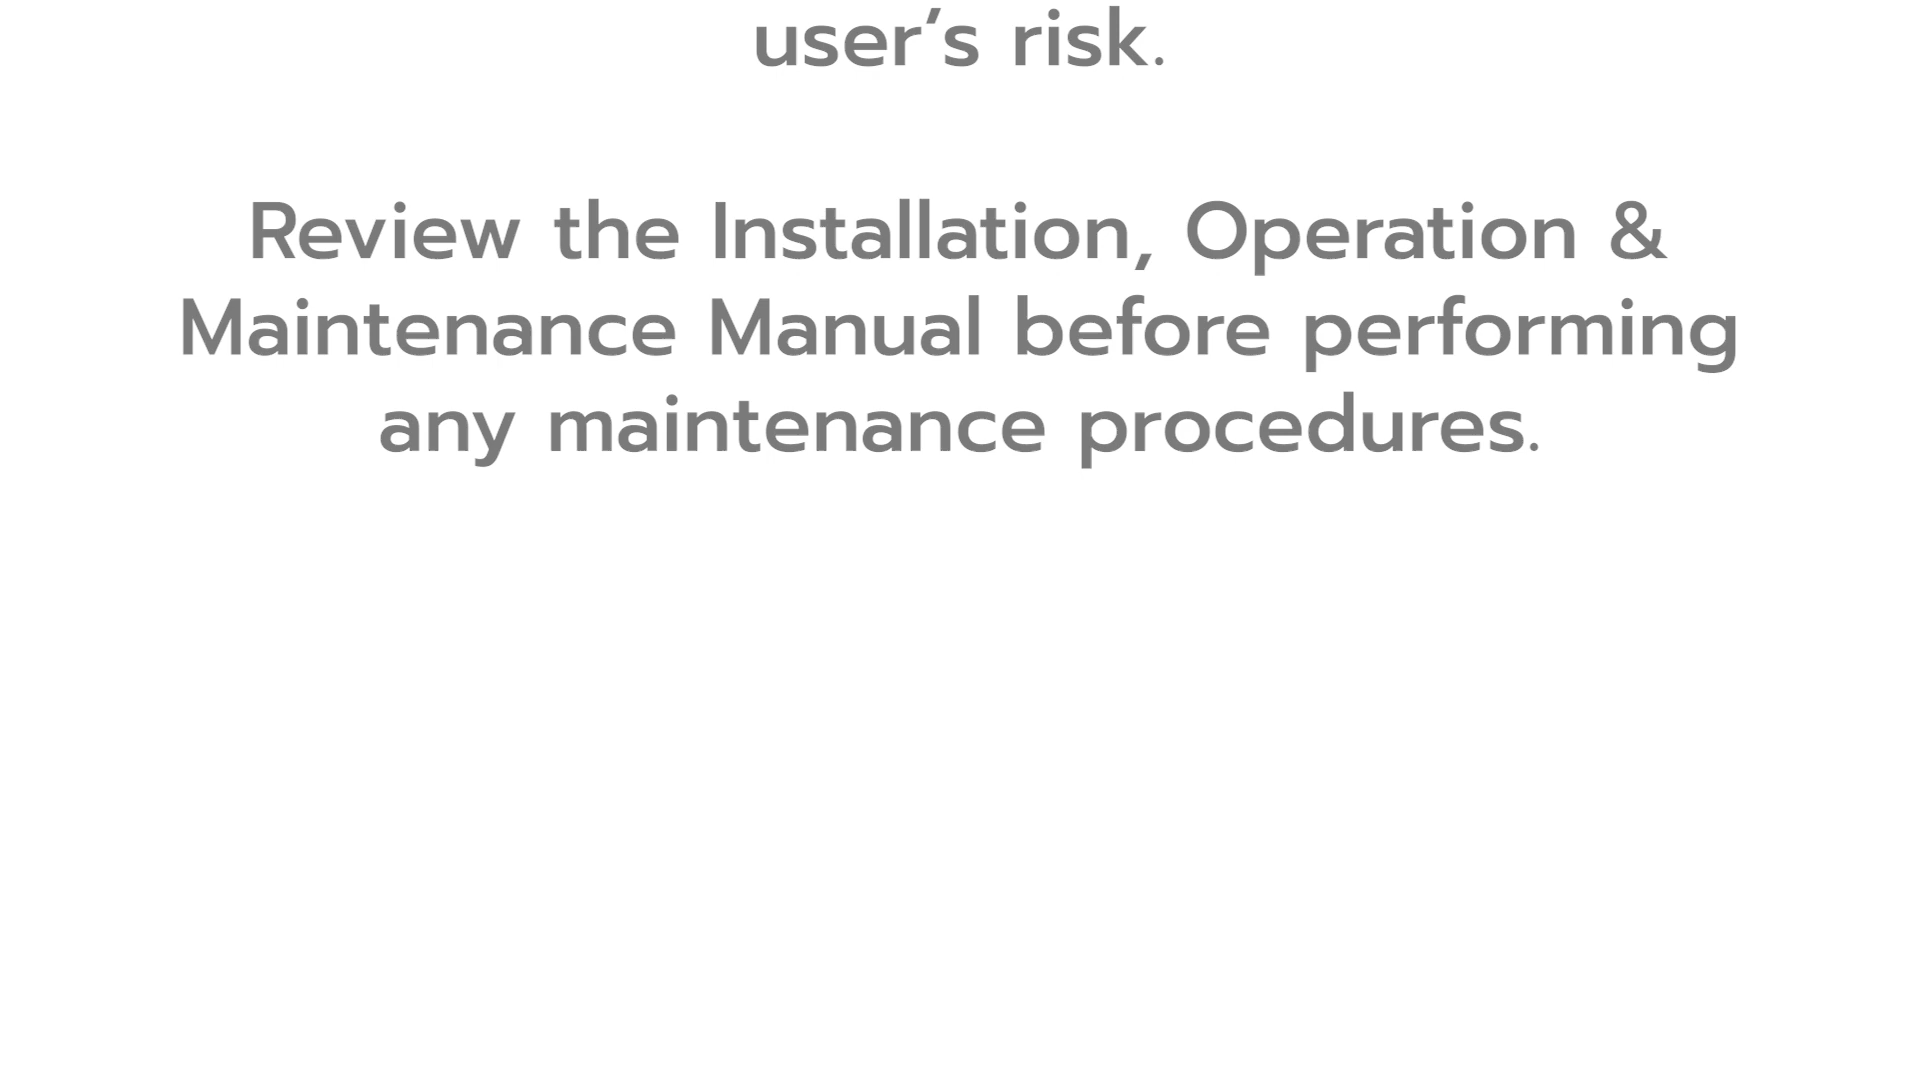 user’s risk.
Review the Installation, Operation &
Maintenance Manual before performing
any maintenance procedures.